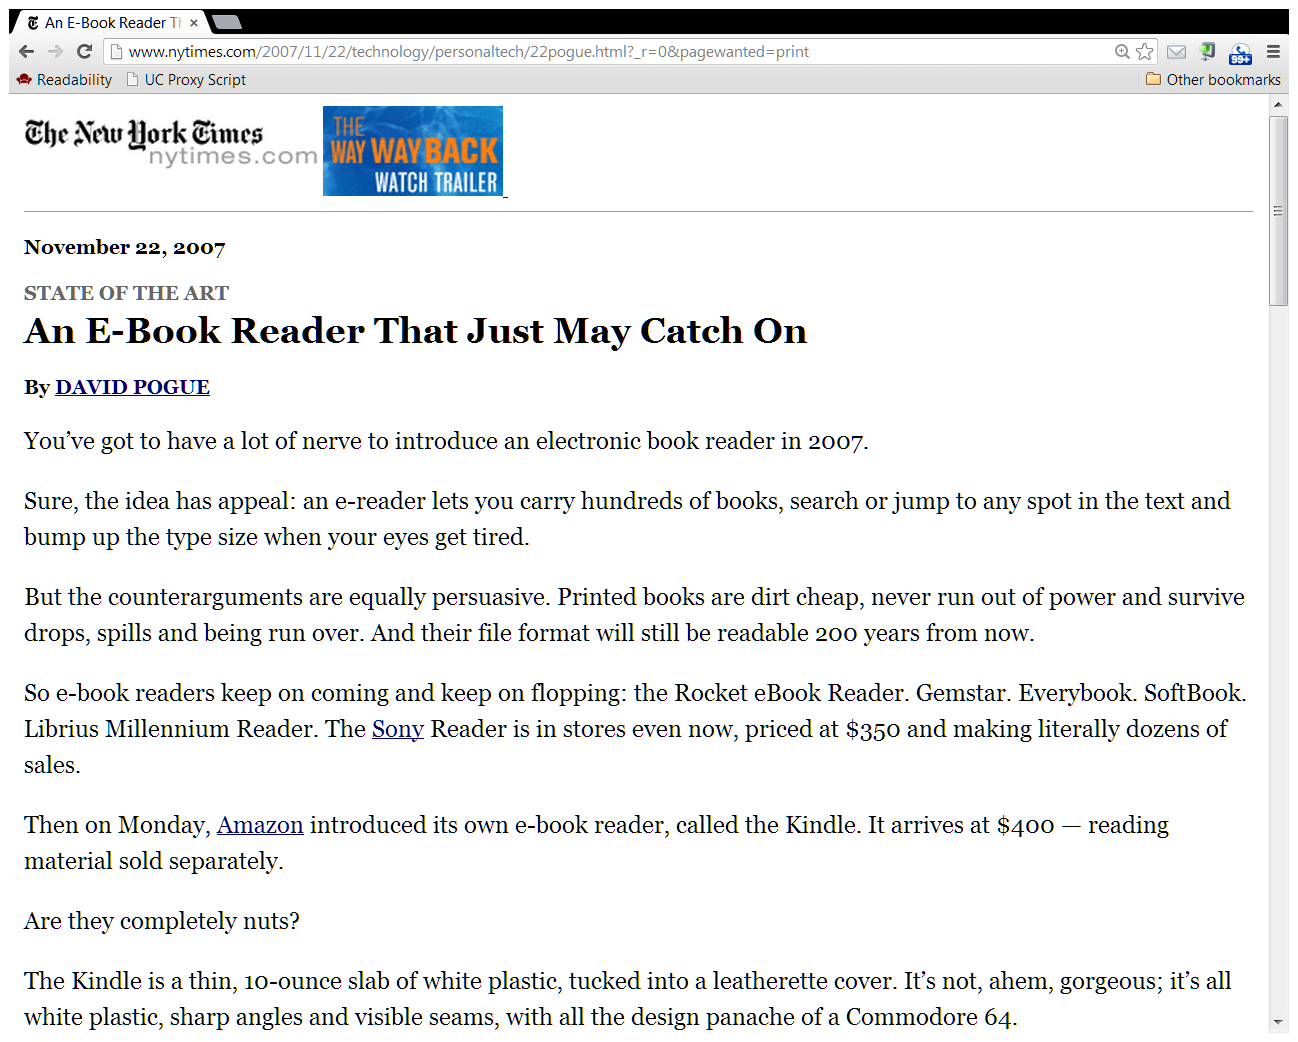 An E-Book Reader Th
www.nytimes.com/2007/11/22/technology/personaltech/22pogue.html?_r=0&pagewanted=print
99+
Readability UC Proxy Script Other bookmarks
The New York Times
nytimes.com
THE
WAY WAY BACK
WATCH TRAILER
November 22, 2007
STATE OF THE ART
An E-Book Reader That Just May Catch On
By DAVID POGUE
You’ve got to have a lot of nerve to introduce an electronic book reader in 2007.
Sure, the idea has appeal: an e-reader lets you carry hundreds of books, search or jump to any spot in the text and
bump up the type size when your eyes get tired.
But the counterarguments are equally persuasive. Printed books are dirt cheap, never run out of power and survive
drops, spills and being run over. And their file format will still be readable 200 years from now.
So e-book readers keep on coming and keep on flopping: the Rocket eBook Reader. Gemstar. Everybook. SoftBook.
Librius Millennium Reader. The Sony Reader is in stores even now, priced at $350 and making literally dozens of
sales.
Then on Monday, Amazon introduced its own e-book reader, called the Kindle. It arrives at $400 — reading
material sold separately.
Are they completely nuts?
The Kindle is a thin, 10-ounce slab of white plastic, tucked into a leatherette cover. It’s not, ahem, gorgeous; it’s all
white plastic, sharp angles and visible seams, with all the design panache of a Commodore 64.